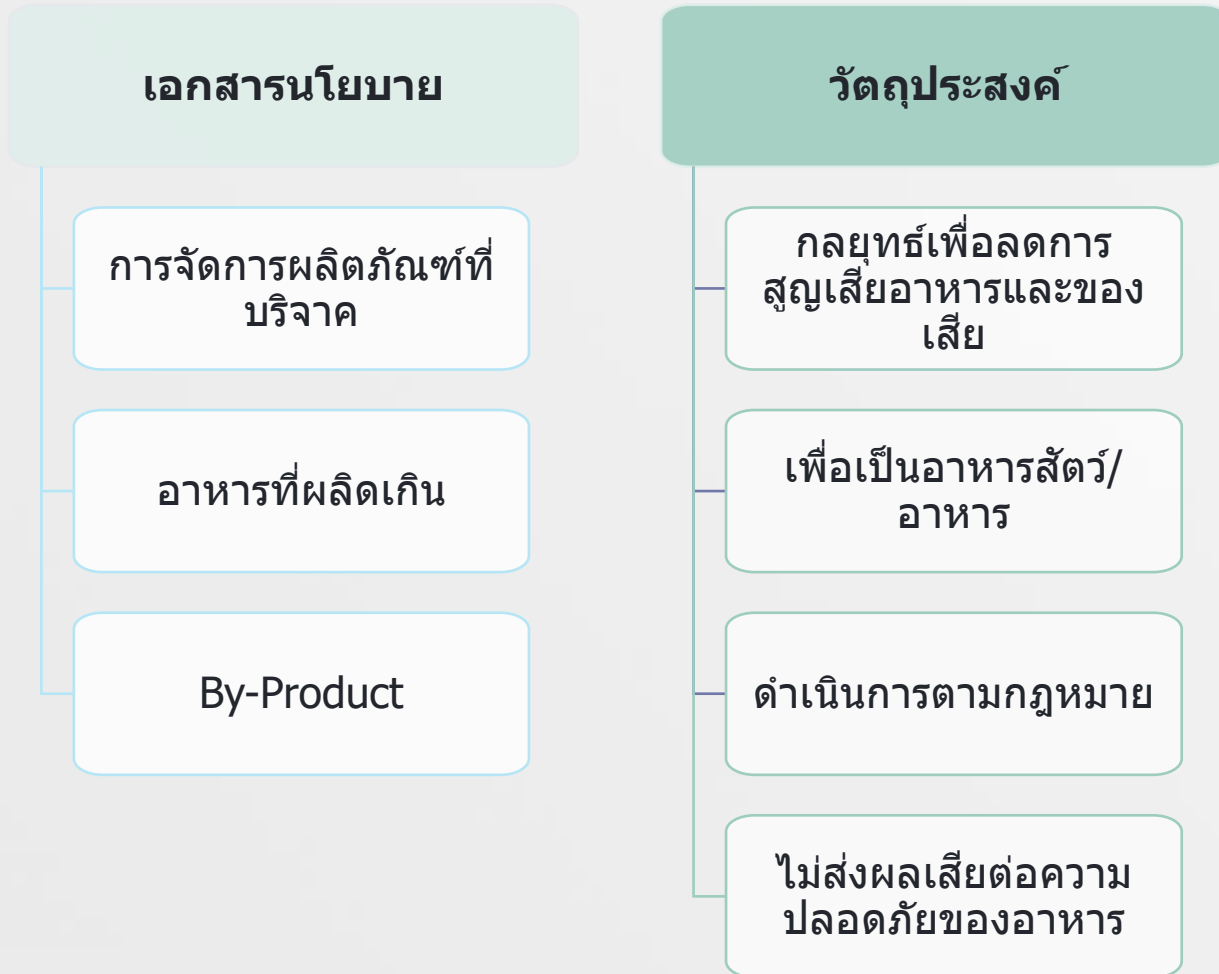 เอกสารนโยบาย
การจัดการผลิตภัณฑ์ที่
บริจาค
อาหารที่ผลิดเกิน
By-Product
วัตถุประสงค์
กลยุทธ์เพื่อลดการ
สูญเสียอาหารและของ
เสีย
เพื่อเป็นอาหารสัตว์/
อาหาร
ดำเนินการตามกฎหมาย
ไม่ส่งผลเสียต่อความ
ปลอดภัยของอาหาร